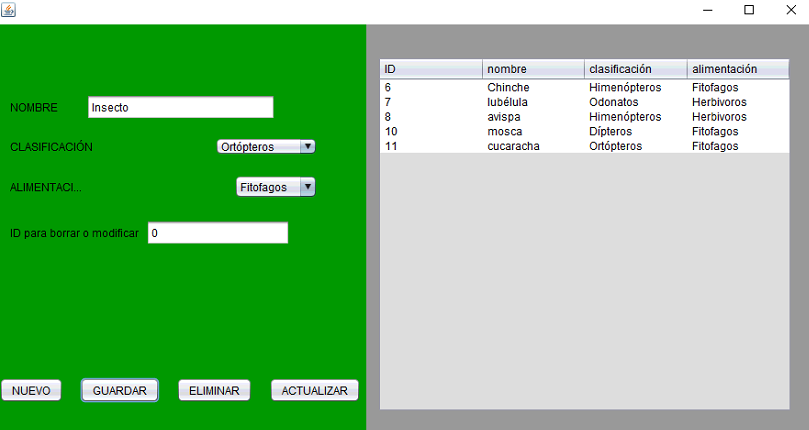 NOMBRE Insecto
CLASIFICACIÓN Ortópteros
ALIMENTACI... Fitofagos
ID para borrar o modificar 0
NUEVO GUARDAR ELIMINAR ACTUALIZAR
ID nombre clasificación alimentación
6 Chinche Himenópteros Fitofagos
7 lubélula Odonatos Herbivoros
8 avispa Himenópteros Herbivoros
10 mosca Dípteros Fitofagos
11 cucaracha Ortópteros Fitofagos